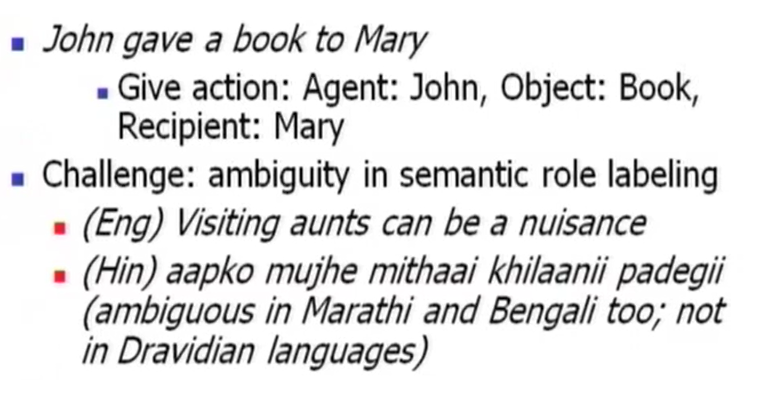 John gave a book to Mary
Give action: Agent: John, Object: Book,
Recipient: Mary
Challenge: ambiguity in semantic role labeling
(Eng) Visiting aunts can be a nuisance
(Hin) aapko mujhe mithaai khilaanii padegii
(ambiguous in Marathi and Bengali too; not
in Dravidian languages)